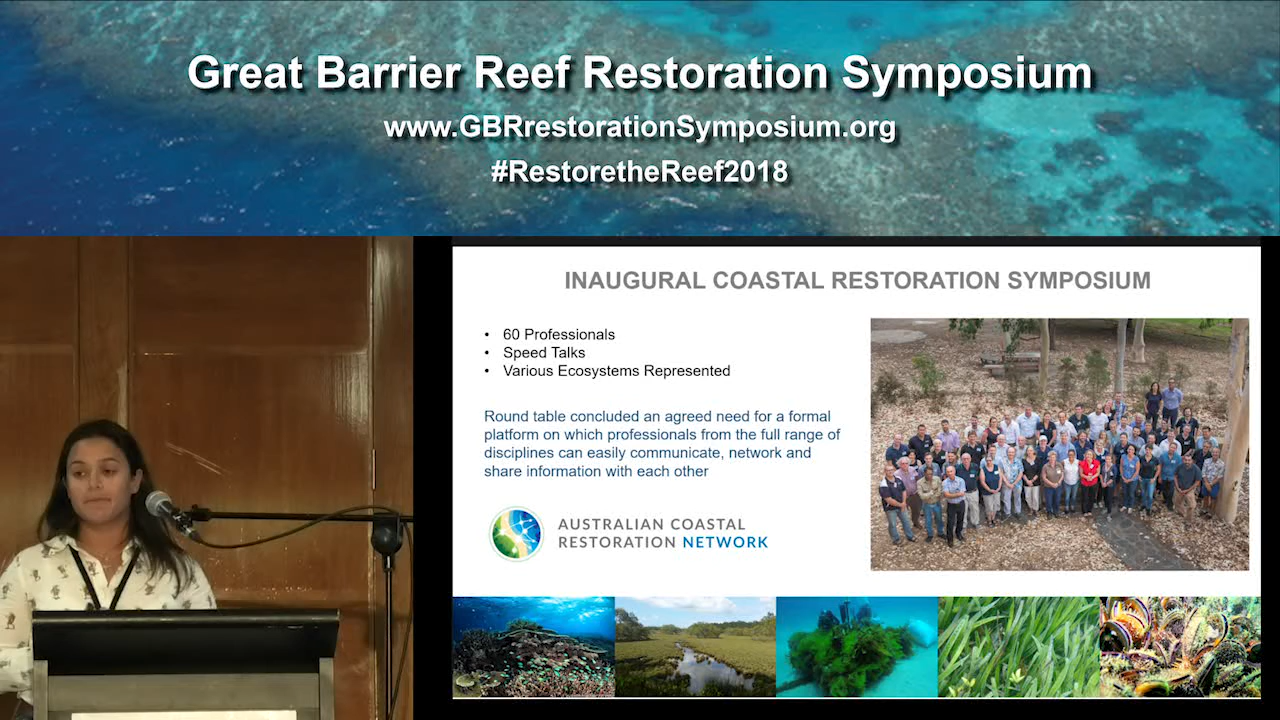 Great Barrier Reef Restoration Symposium
www.GBRrestorationSymposium.org
#RestoretheReef2018
INAUGURAL COASTAL RESTORATION SYMPOSIUM
• 60 Professionals
• Speed Talks
• Various Ecosystems Represented
Round table concluded an agreed need for a formal
platform on which professionals from the full range of
disciplines can easily communicate, network and
share information with each other
AUSTRALIAN COASTAL
RESTORATION NETWORK